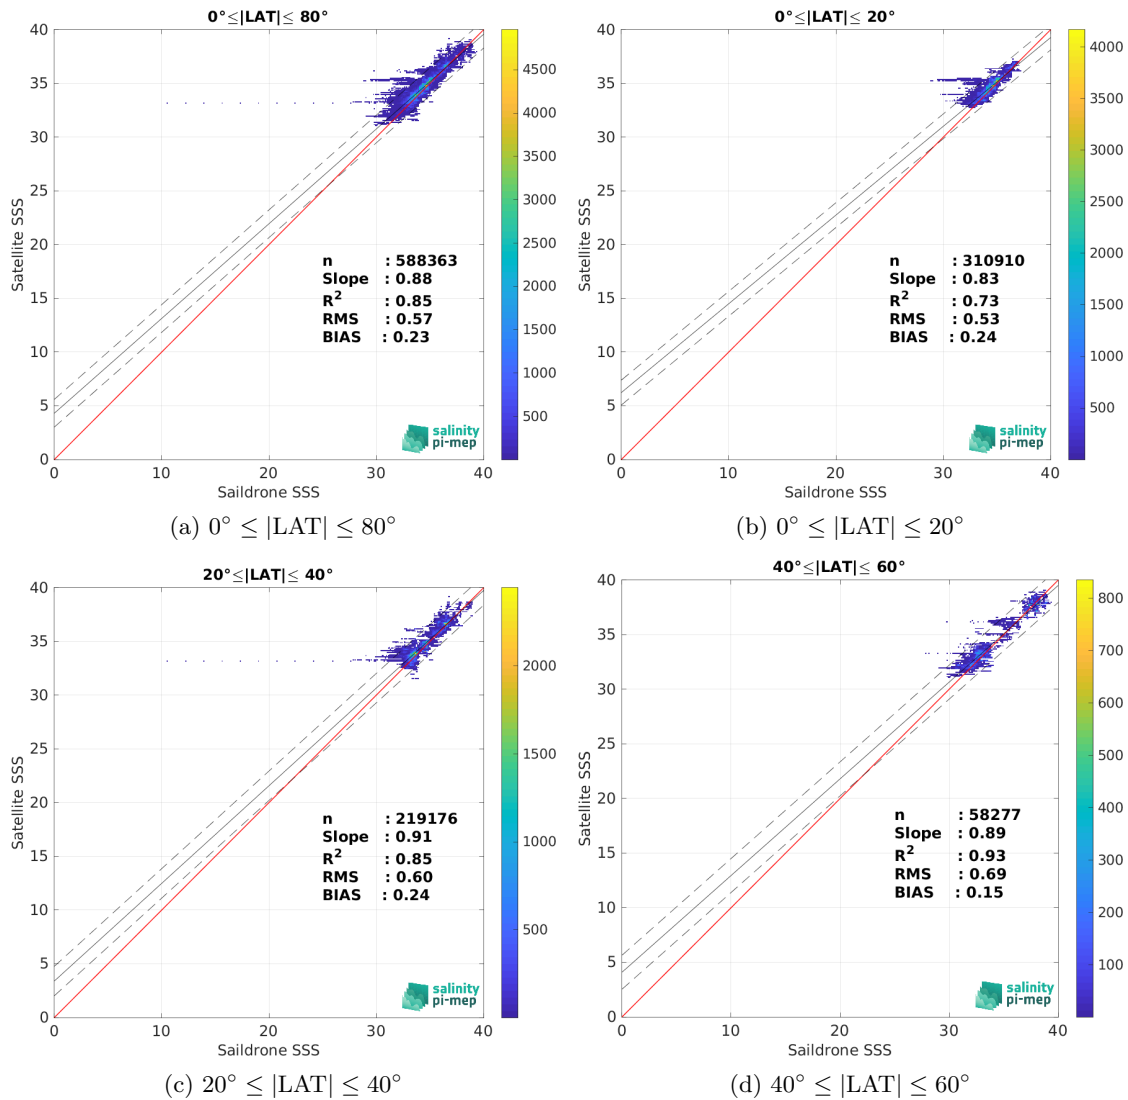 0°≤|LAT|≤ 80°
40
35
30
25
20
15
10
5
0
0
10
20
30
40
Satellite SSS
Saildrone SSS
n : 588363
Slope : 0.88
R² : 0.85
RMS : 0.57
BIAS : 0.23
salinity
pi-mep
4500
4000
3500
3000
2500
2000
1500
1000
500
(a) 0° ≤ |LAT| ≤ 80°
0°≤|LAT|≤ 20°
40
35
30
25
20
15
10
5
0
0
10
20
30
40
Satellite SSS
Saildrone SSS
n : 310910
Slope : 0.83
R² : 0.73
RMS : 0.53
BIAS : 0.24
salinity
pi-mep
4000
3500
3000
2500
2000
1500
1000
500
(b) 0° ≤ |LAT| ≤ 20°
20°≤|LAT|≤ 40°
40
35
30
25
20
15
10
5
0
0
10
20
30
40
Satellite SSS
Saildrone SSS
n : 219176
Slope : 0.91
R² : 0.85
RMS : 0.60
BIAS : 0.24
salinity
pi-mep
2000
1500
1000
500
(c) 20° ≤ |LAT| ≤ 40°
40°≤|LAT|≤ 60°
40
35
30
25
20
15
10
5
0
0
10
20
30
40
Satellite SSS
Saildrone SSS
n : 58277
Slope : 0.89
R² : 0.93
RMS : 0.69
BIAS : 0.15
salinity
pi-mep
800
700
600
500
400
300
200
100
(d) 40° ≤ |LAT| ≤ 60°